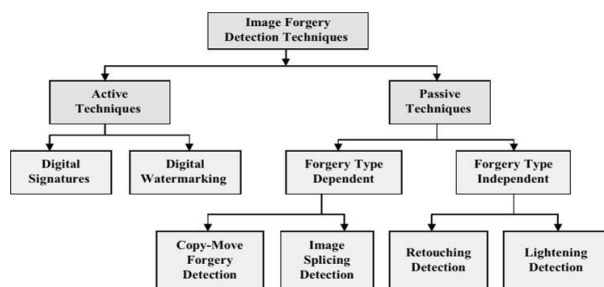 Image Forgery
Detection Techniques
Active
Techniques
Passive
Techniques
Digital
Signatures
Digital
Watermarking
Forgery Type
Dependent
Forgery Type
Independent
Copy-Move
Forgery
Detection
Image
Splicing
Detection
Retouching
Detection
Lightening
Detection